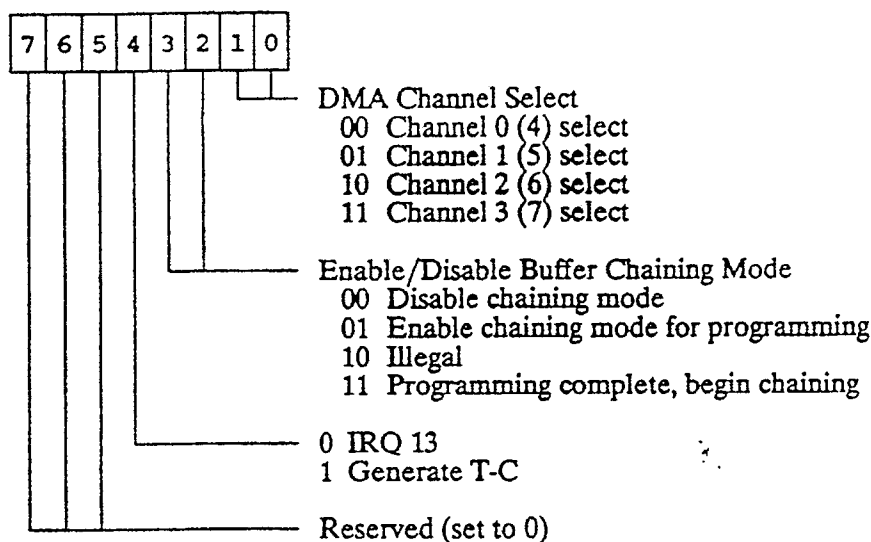 7 6 5 4 3 2 1 0
DMA Channel Select
00 Channel 0 (4) select
01 Channel 1 (5) select
10 Channel 2 (6) select
11 Channel 3 (7) select
Enable/Disable Buffer Chaining Mode
00 Disable chaining mode
01 Enable chaining mode for programming
10 Illegal
11 Programming complete, begin chaining
0 IRQ 13
1 Generate T-C
Reserved (set to 0)